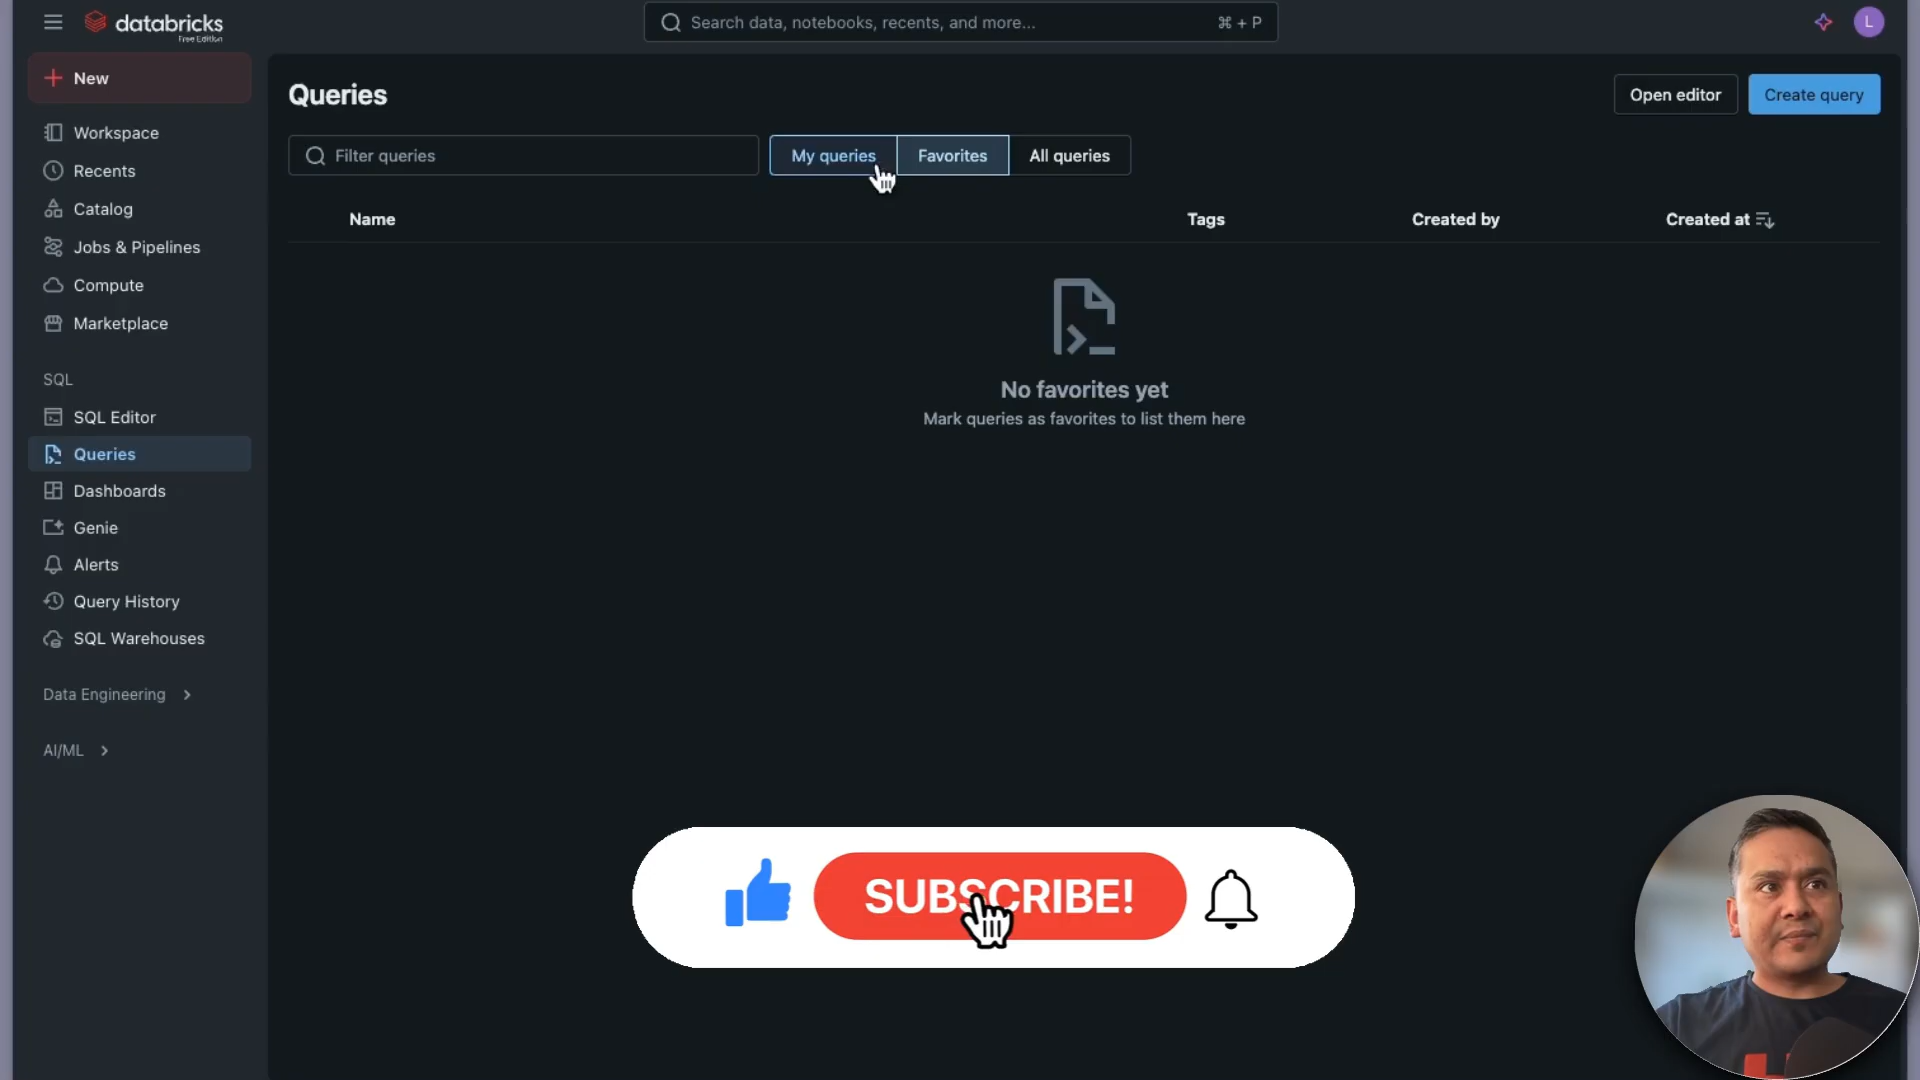 databricks
Free Edition
Search data, notebooks, recents, and more...
⌘ + P
L
New
Workspace
Recents
Catalog
Jobs & Pipelines
Compute
Marketplace
SQL
SQL Editor
Queries
Dashboards
Genie
Alerts
Query History
SQL Warehouses
Data Engineering
AI/ML
Queries
Open editor
Create query
Filter queries
My queries
Favorites
All queries
Name
Tags
Created by
Created at
No favorites yet
Mark queries as favorites to list them here
SUBSCRIBE!